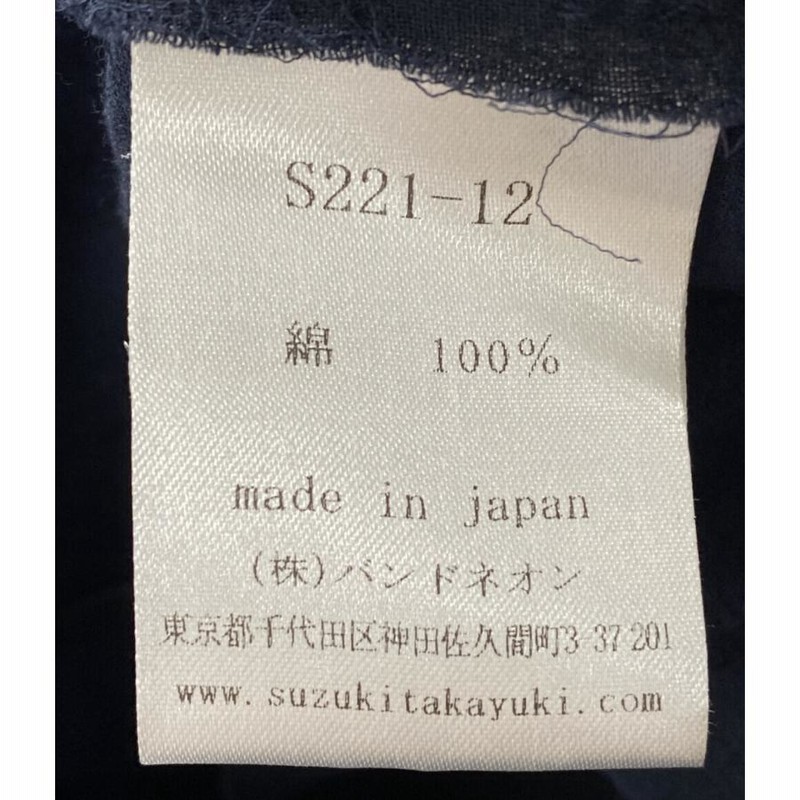 S221-12
綿 100%
made in japan
(株)バンドネオン
東京都千代田区神田佐久間町3-37-201
www.suzukitakayuki.com